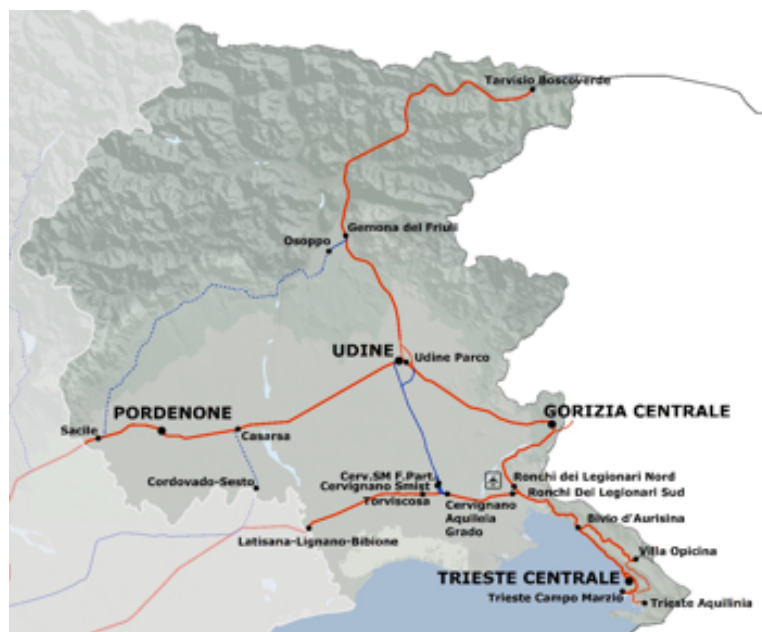 Tarvisio Boscoverde
Gemona del Friuli
Osoppo
UDINE
Udine Parco
PORDENONE
GORIZIA CENTRALE
Sacile
Casarsa
Cordovado-Sesto
Cerv.SM F.Part.
Cervignano Smist
Torviscosa
Ronchi dei Legionari Nord
Ronchi Del Legionari Sud
Cervignano
Aquileia
Grado
Bivio d'Aurisina
Latisana-Lignano-Bibione
Villa Opicina
TRIESTE CENTRALE
Trieste Campo Marzio
Trieste Aquilinia